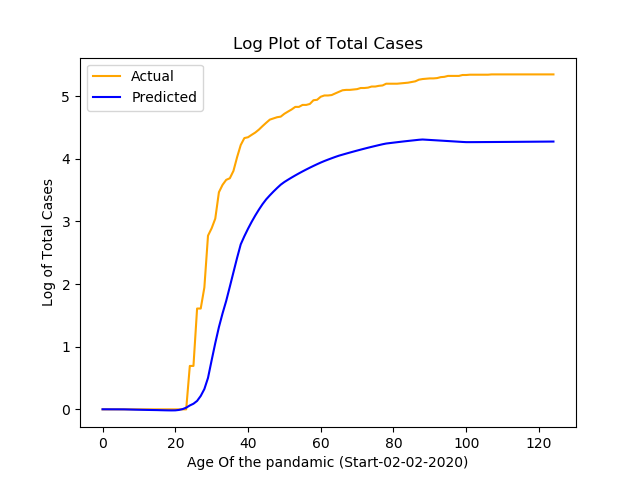 Log Plot of Total Cases
Actual
Predicted
Log of Total Cases
5
4
3
2
1
0
0 20 40 60 80 100 120
Age Of the pandamic (Start-02-02-2020)